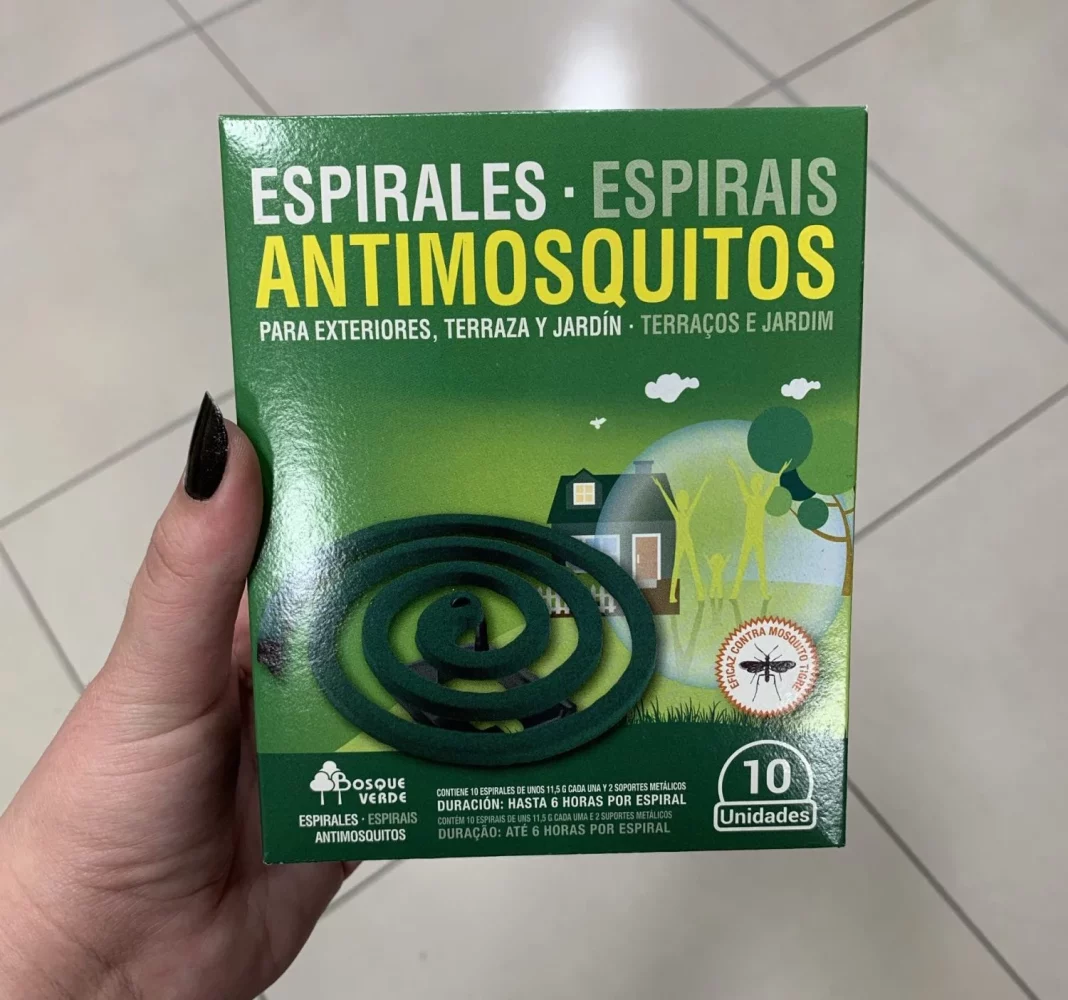 ESPIRALES · ESPIRAIS
ANTIMOSQUITOS
PARA EXTERIORES, TERRAZA Y JARDÍN · TERRAÇOS E JARDIM
EFICAZ CONTRA MOSQUITO TIGRE
BOSQUE
VERDE
ESPIRALES · ESPIRAIS
ANTIMOSQUITOS
CONTIENE 10 ESPIRALES DE UNOS 11,5 G CADA UNA Y 2 SOPORTES METÁLICOS
DURACIÓN: HASTA 6 HORAS POR ESPIRAL
CONTÉM 10 ESPIRAIS DE UNS 11,5 G CADA UMA E 2 SUPORTES METÁLICOS
DURAÇÃO: ATÉ 6 HORAS POR ESPIRAL
10
Unidades